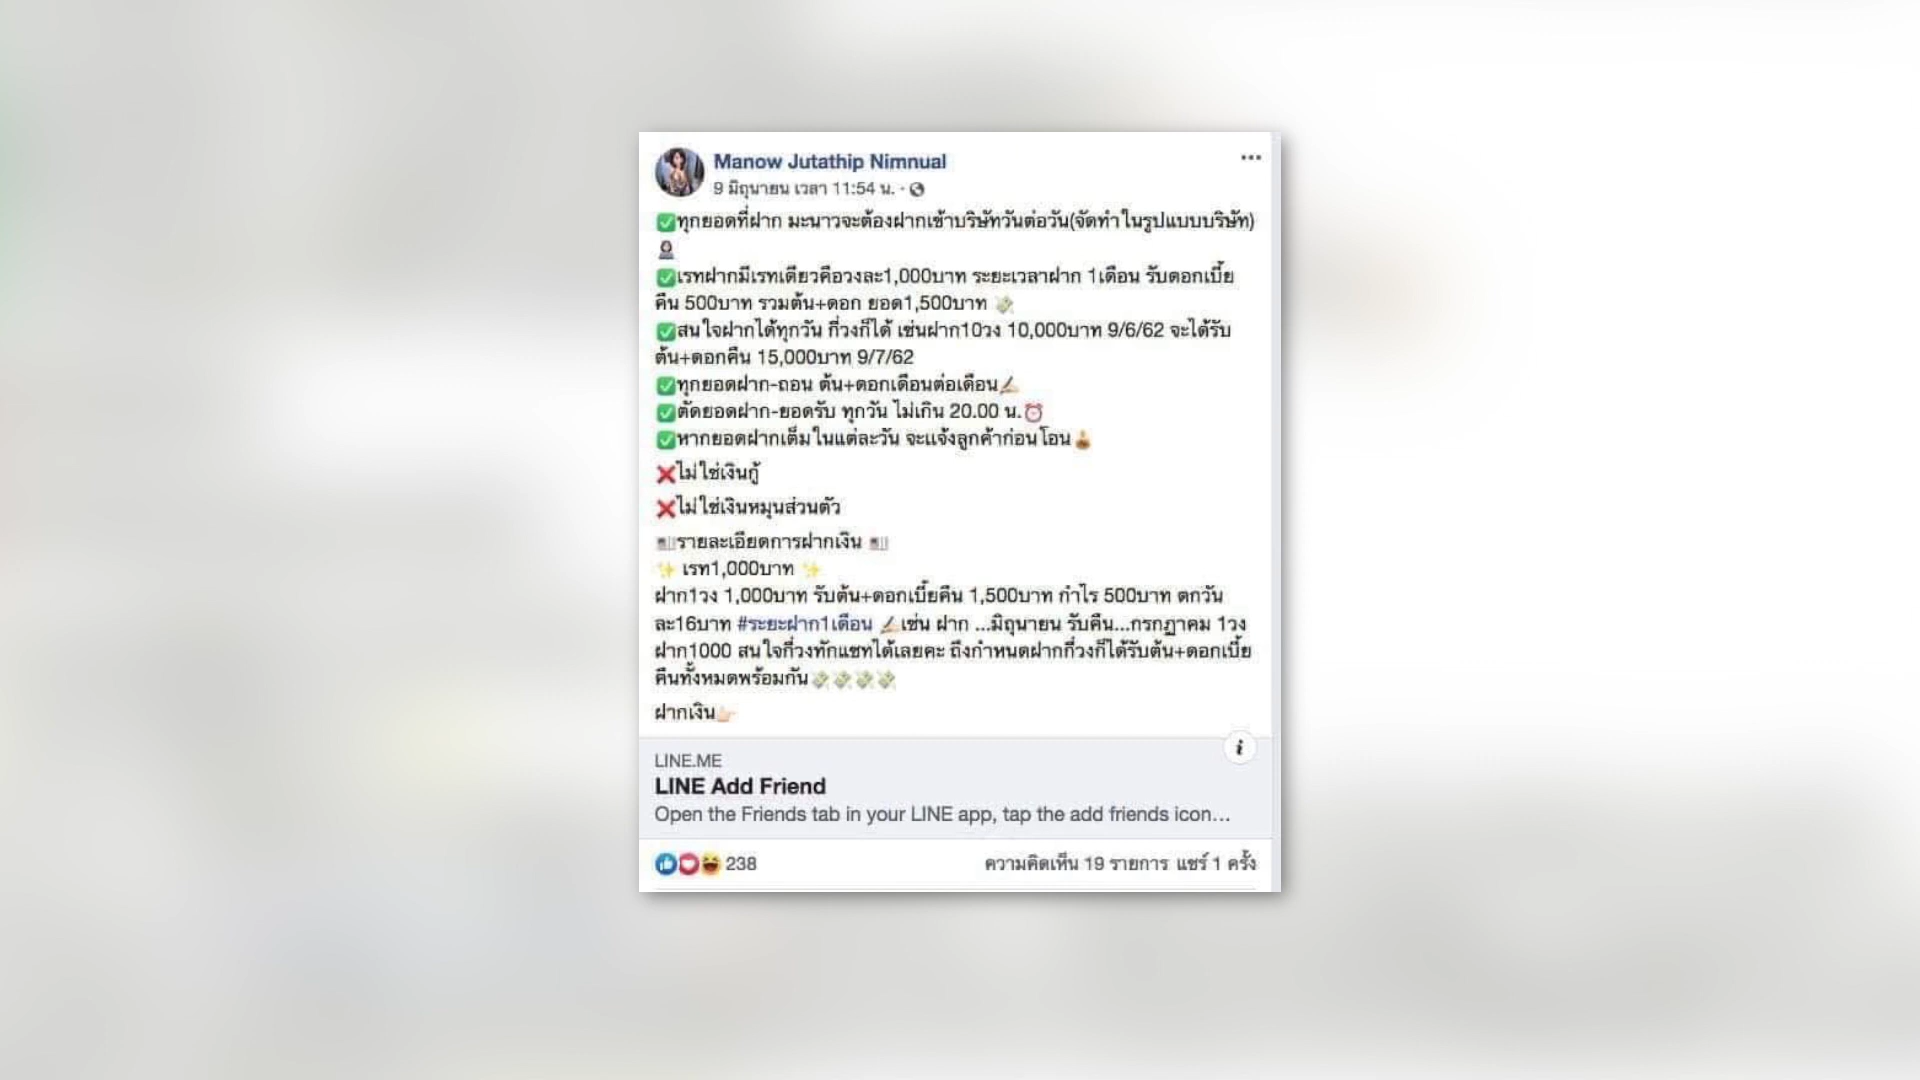 Manow Jutathip Nimnual
9 มิถุนายน เวลา 11:54 น. ·
✅ทุกยอดที่ฝาก มะนาวจะต้องฝากเข้าบริษัทวันต่อวัน(จัดทำในรูปแบบบริษัท)
✅เรทฝากมีเรทเดียวคือวงละ1,000บาท ระยะเวลาฝาก 1เดือน รับดอกเบี้ย
คืน 500บาท รวมต้น+ดอก ยอด1,500บาท 💸
✅สนใจฝากได้ทุกวัน กี่วงก็ได้ เช่นฝาก10วง 10,000บาท 9/6/62 จะได้รับ
ต้น+ดอกคืน 15,000บาท 9/7/62
✅ทุกยอดฝาก-ถอน ต้น+ดอกเดือนต่อเดือน✍🏻
✅ตัดยอดฝาก-ยอดรับ ทุกวัน ไม่เกิน 20.00 น.⏰
✅หากยอดฝากเต็มในแต่ละวัน จะแจ้งลูกค้าก่อนโอน
❌ไม่ใช่เงินกู้
❌ไม่ใช่เงินหมุนส่วนตัว
รายละเอียดการฝากเงิน
✨ เรท1,000บาท ✨
ฝาก1วง 1,000บาท รับต้น+ดอกเบี้ยคืน 1,500บาท กำไร 500บาท ตกวัน
ละ16บาท #ระยะฝาก1เดือน ✍🏻เช่น ฝาก ...มิถุนายน รับคืน...กรกฏาคม 1วง
ฝาก1000 สนใจกี่วงทักแชทได้เลยคะ ถึงกำหนดฝากกี่วงก็ได้รับต้น+ดอกเบี้ย
คืนทั้งหมดพร้อมกัน💸💸💸💸
ฝากเงิน👉🏻
LINE.ME
LINE Add Friend
Open the Friends tab in your LINE app, tap the add friends icon...
238 ความคิดเห็น 19 รายการ แชร์ 1 ครั้ง